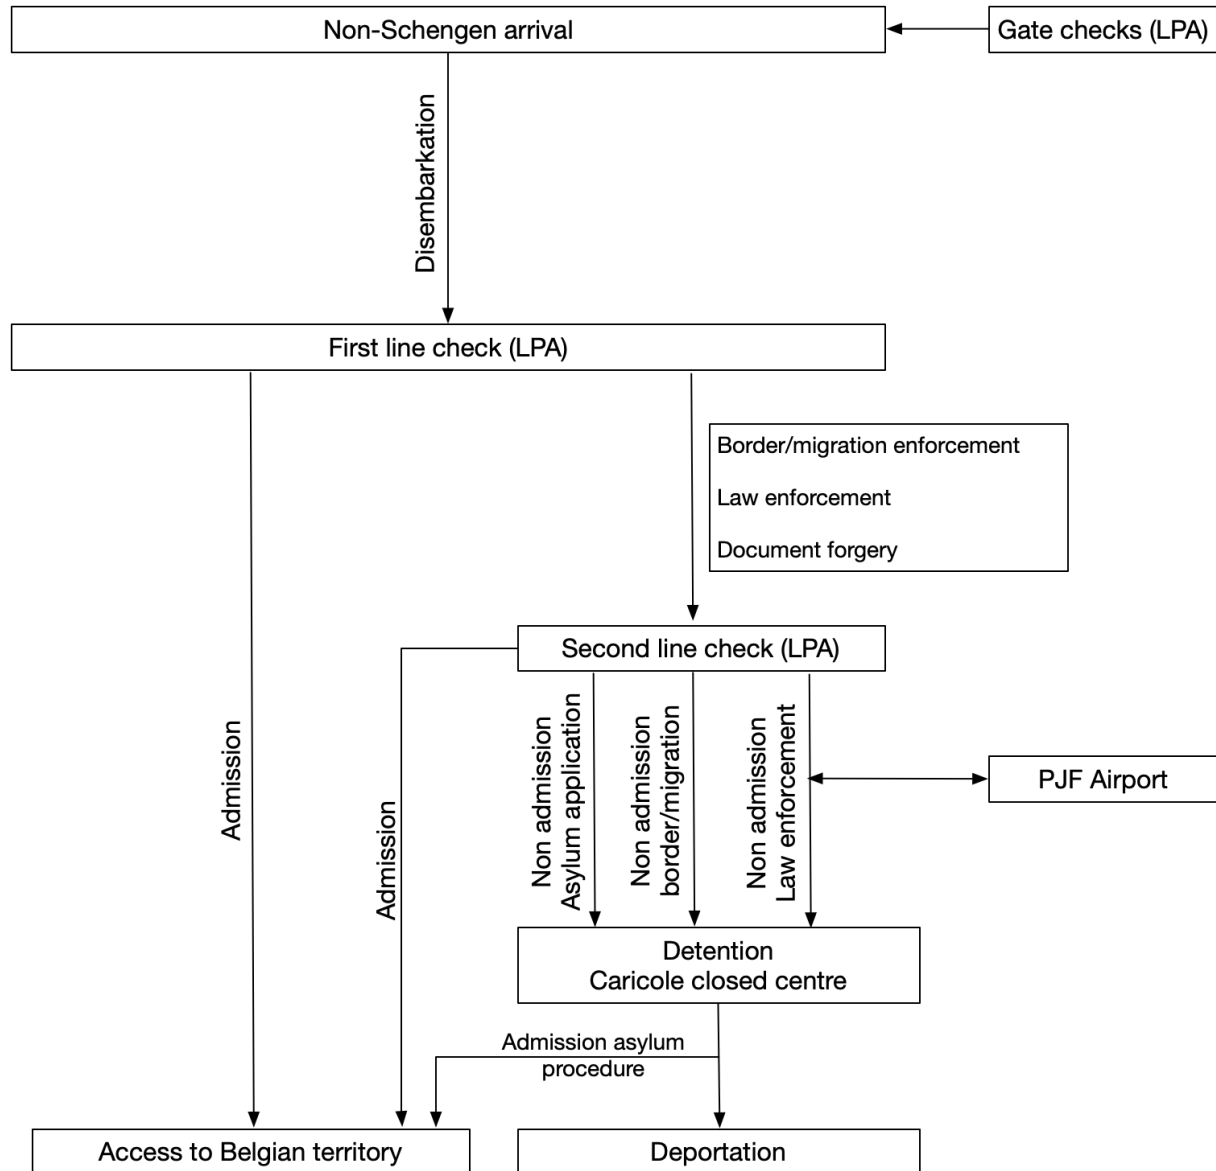 Non-Schengen arrival
Gate checks (LPA)
Disembarkation
First line check (LPA)
Border/migration enforcement
Law enforcement
Document forgery
Second line check (LPA)
Admission
Admission
Non admission
Asylum application
Non admission
border/migration
Non admission
Law enforcement
PJF Airport
Detention
Caricole closed centre
Admission asylum
procedure
Access to Belgian territory
Deportation